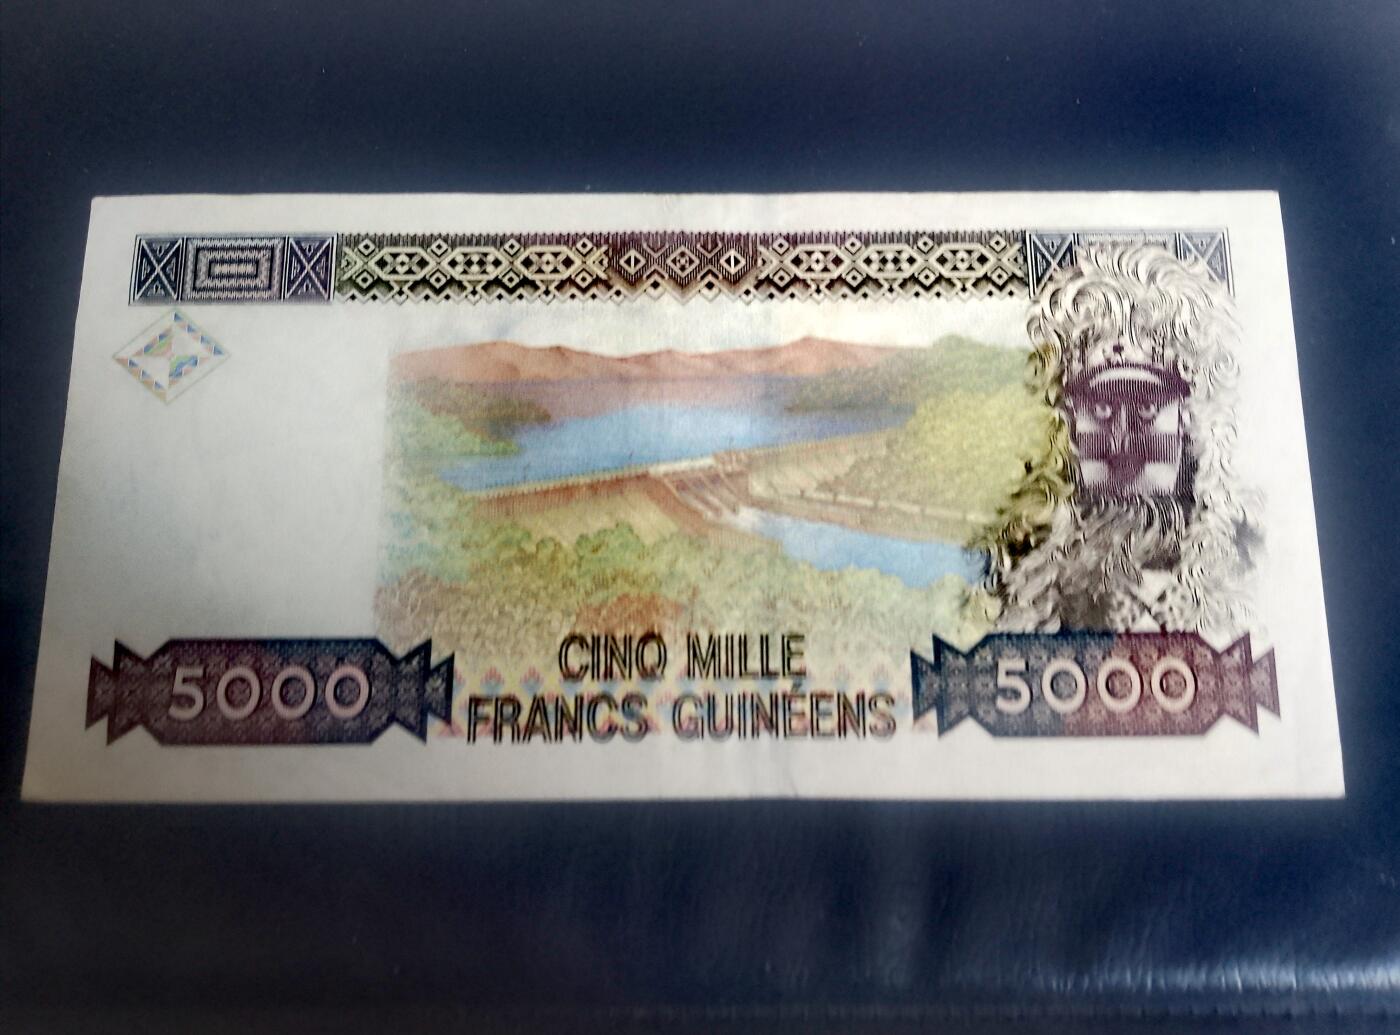 5000
CINQ MILLE
FRANCS GUINÉENS
5000